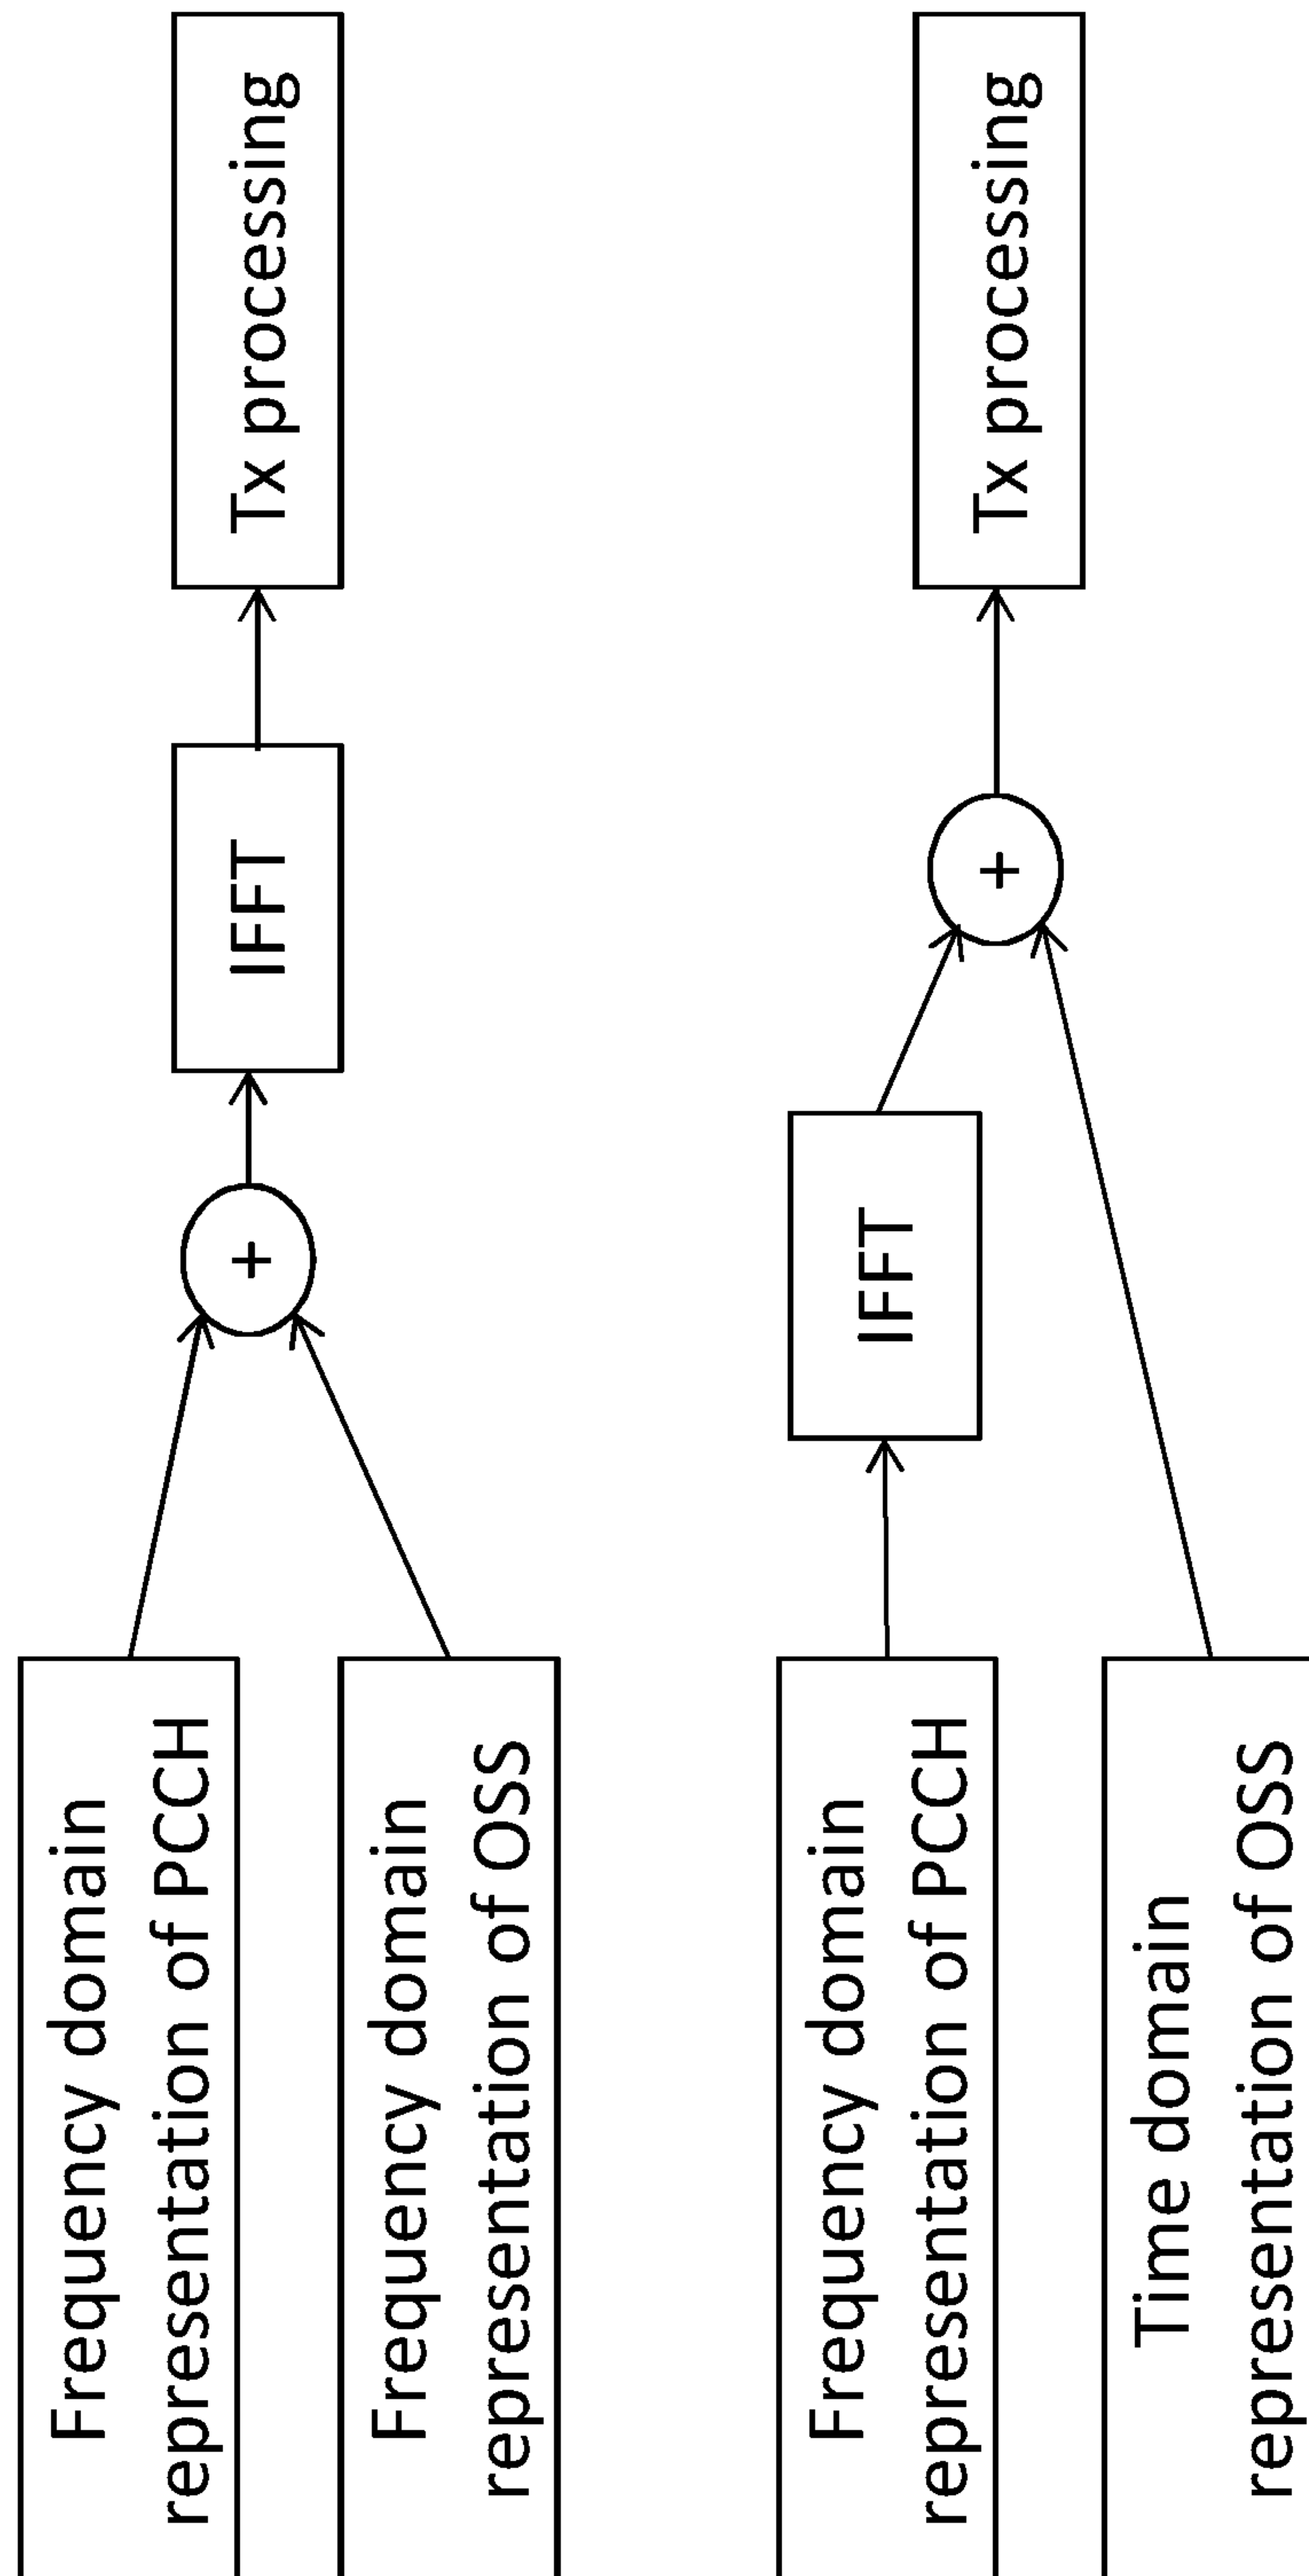 Frequency domain
representation of PCCH
Frequency domain
representation of OSS
+
IFFT
Tx processing
Frequency domain
representation of PCCH
IFFT
Time domain
representation of OSS
+
Tx processing